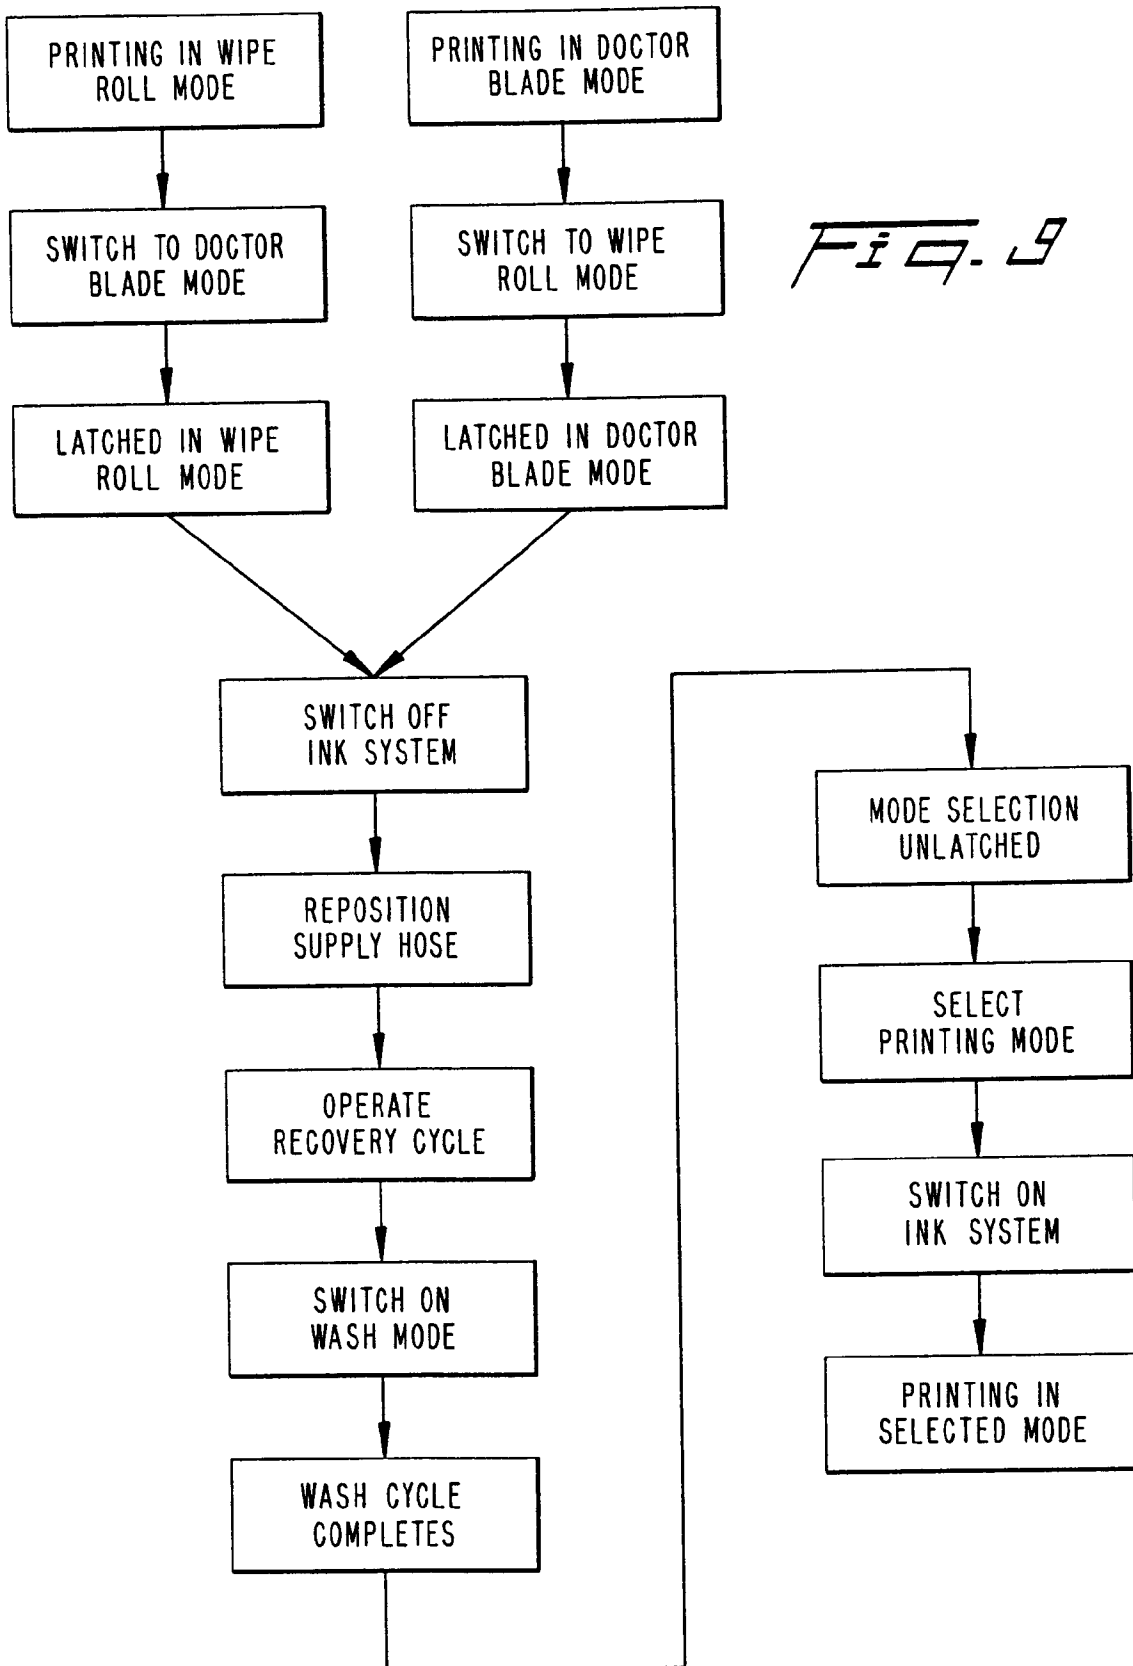 PRINTING IN WIPE
ROLL MODE
PRINTING IN DOCTOR
BLADE MODE
SWITCH TO DOCTOR
BLADE MODE
SWITCH TO WIPE
ROLL MODE
Fig. 9
LATCHED IN WIPE
ROLL MODE
LATCHED IN DOCTOR
BLADE MODE
SWITCH OFF
INK SYSTEM
REPOSITION
SUPPLY HOSE
OPERATE
RECOVERY CYCLE
SWITCH ON
WASH MODE
WASH CYCLE
COMPLETES
MODE SELECTION
UNLATCHED
SELECT
PRINTING MODE
SWITCH ON
INK SYSTEM
PRINTING IN
SELECTED MODE